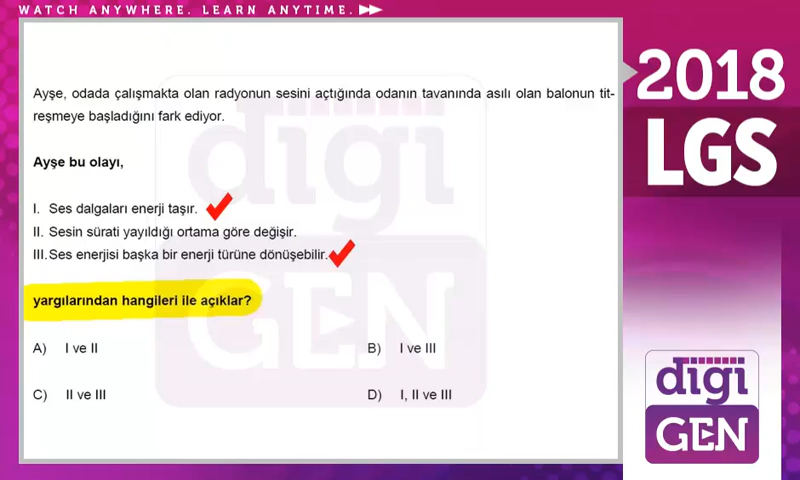 WATCH ANYWHERE. LEARN ANYTIME.
Ayşe, odada çalışmakta olan radyonun sesini açtığında odanın tavanında asılı olan balonun tit-
reşmeye başladığını fark ediyor.
Ayşe bu olayı,
I. Ses dalgaları enerji taşır.
II. Sesin sürati yayıldığı ortama göre değişir.
III.Ses enerjisi başka bir enerji türüne dönüşebilir.
yargılarından hangileri ile açıklar?
A) I ve II
B) I ve III
C) II ve III
D) I, II ve III
digi
GEN
2018
LGS
digi
GEN